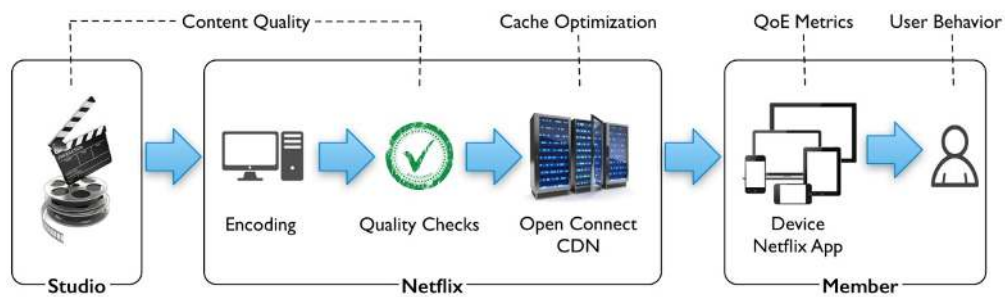 Content Quality
Cache Optimization
QoE Metrics
User Behavior
Encoding
Quality Checks
Open Connect
CDN
Device
Netflix App
Studio
Netflix
Member